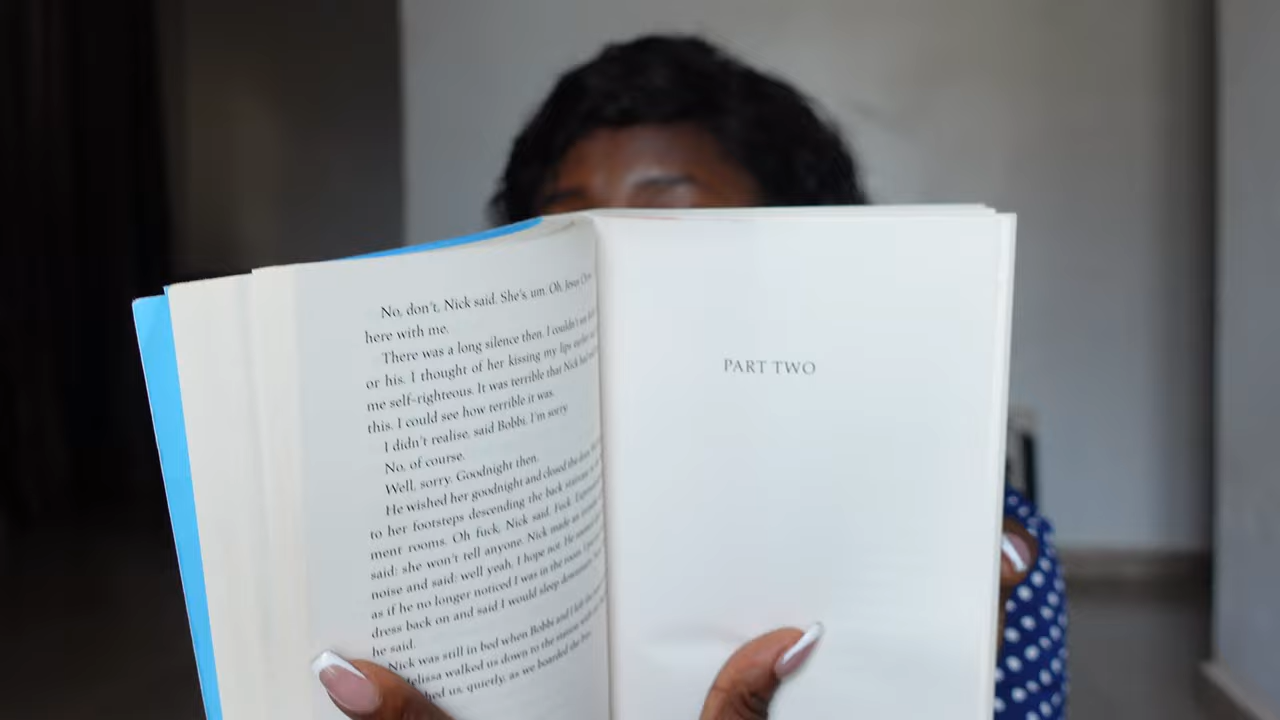 No, don't, Nick said. She's, um. Oh, Jesus
here with me.
There was a long silence then. I couldn't see
or his. I thought of her kissing my lips earlier
me self-righteous. It was terrible that Nick had
this. I could see how terrible it was.
I didn't realise, said Bobbi. I'm sorry
No, of course.
Well, sorry. Goodnight then.
He wished her goodnight and closed the door.
to her footsteps descending the back staircase
ment rooms. Oh fuck, Nick said. Fuck.
said: she won't tell anyone. Nick made an
noise and said: well yeah, I hope not. He
as if he no longer noticed I was in the room. I
dress back on and said I would sleep downstairs.
he said.
Nick was still in bed when Bobbi and I left the
elissa walked us down to the station
hed us, quietly, as we boarded the bus.
PART TWO